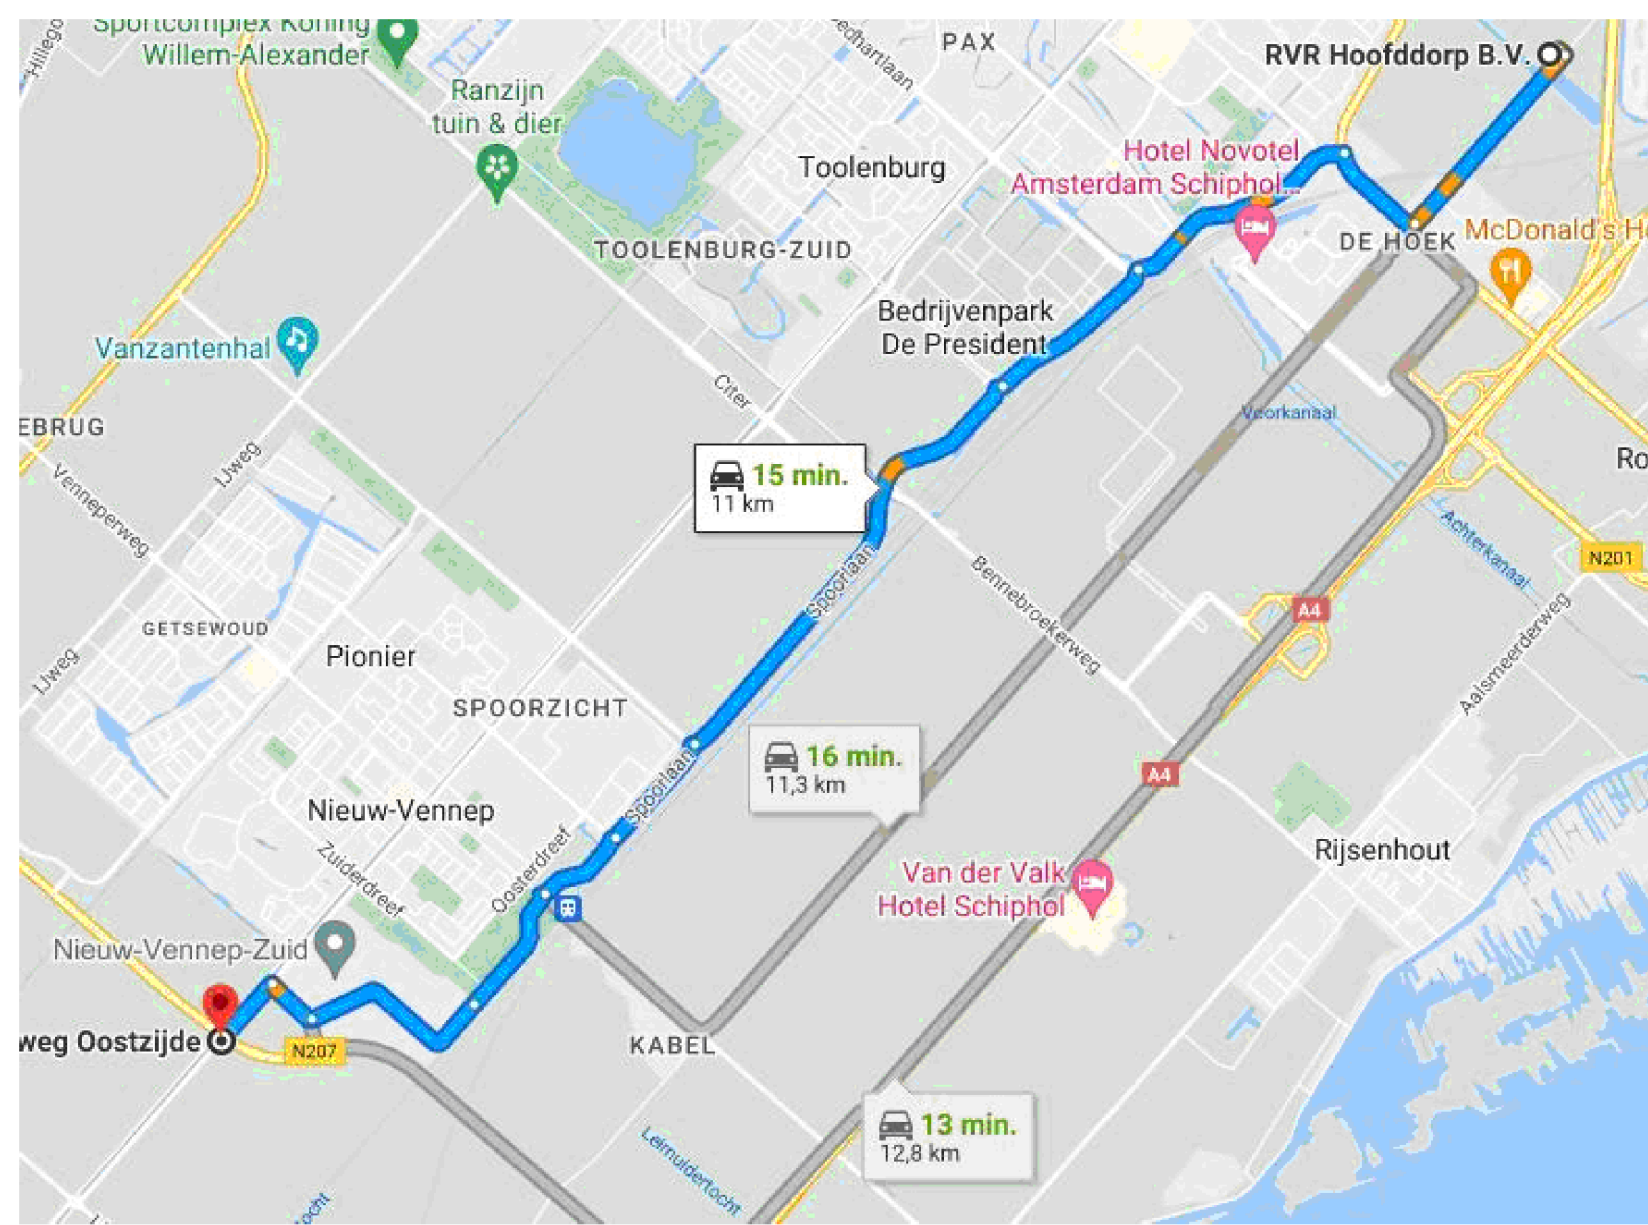 Sportcomplex Koning
Willem-Alexander
PAX
RVR Hoofddorp B.V.
Ranzijn
tuin & dier
Toolenburg
Hotel Novotel
Amsterdam Schiphol...
TOOLENBURG-ZUID
DE HOEK
McDonald's
Bedrijvenpark
De President
Vanzantenhal
Citer
Voorkanaal
EBRUG
IJweg
Venneperweg
15 min.
11 km
Ro
Achterkanaal
N201
Spoorlaan
Bennebroekerweg
A4
Aalsmeerderweg
GETSEWOUD
Pionier
IJweg
SPOORZICHT
16 min.
11,3 km
A4
Spoorlaan
Nieuw-Vennep
Oosterdreef
Zuiderdreef
Rijsenhout
Van der Valk
Hotel Schiphol
Nieuw-Vennep-Zuid
weg Oostzijde
N207
KABEL
13 min.
12,8 km
Leimuidertocht
ocht